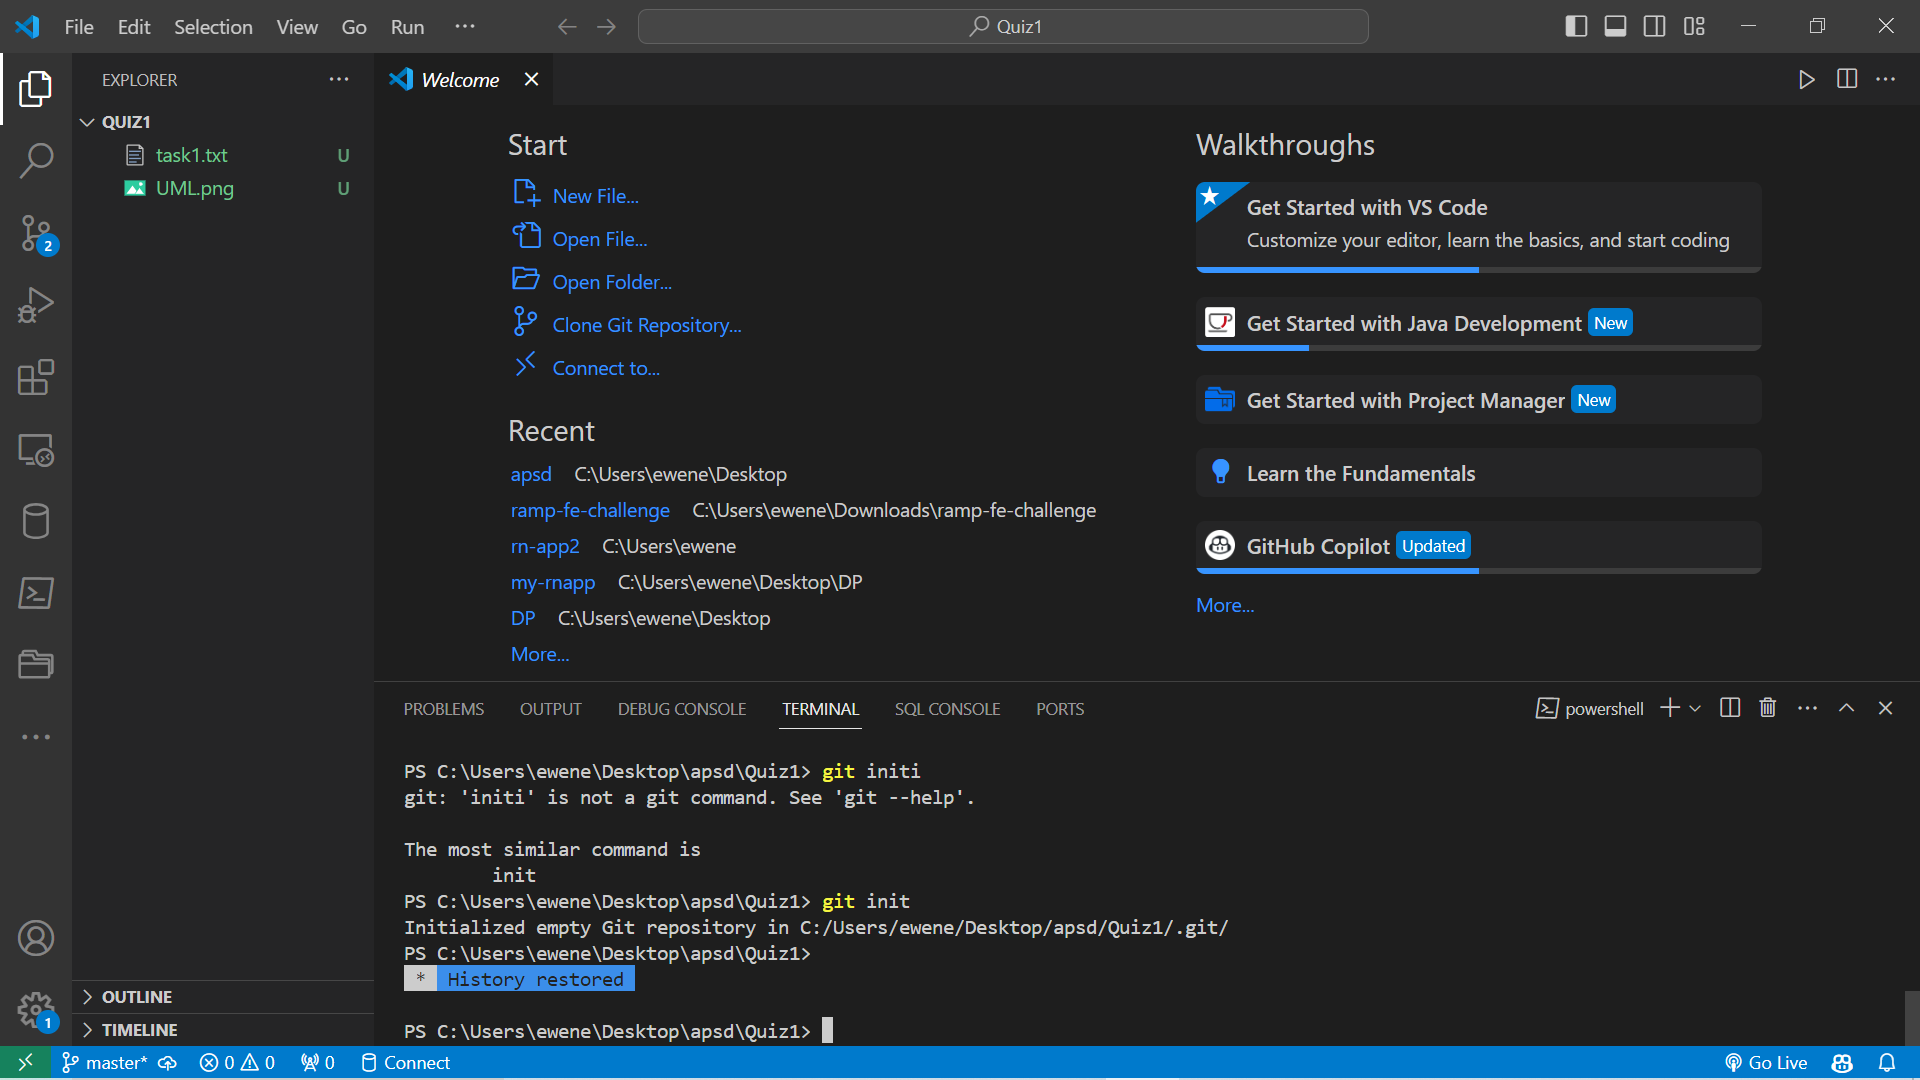 File Edit Selection View Go Run ···
Quiz1
EXPLORER
QUIZ1
task1.txt U
UML.png U
2
OUTLINE
TIMELINE
1
Welcome
Start
New File...
Open File...
Open Folder...
Clone Git Repository...
Connect to...
Recent
apsd C:\Users\ewene\Desktop
ramp-fe-challenge C:\Users\ewene\Downloads\ramp-fe-challenge
rn-app2 C:\Users\ewene
my-rnapp C:\Users\ewene\Desktop\DP
DP C:\Users\ewene\Desktop
More...
Walkthroughs
Get Started with VS Code
Customize your editor, learn the basics, and start coding
Get Started with Java Development New
Get Started with Project Manager New
Learn the Fundamentals
GitHub Copilot Updated
More...
PROBLEMS OUTPUT DEBUG CONSOLE TERMINAL SQL CONSOLE PORTS
powershell
PS C:\Users\ewene\Desktop\apsd\Quiz1> git initi
git: 'initi' is not a git command. See 'git --help'.
The most similar command is
init
PS C:\Users\ewene\Desktop\apsd\Quiz1> git init
Initialized empty Git repository in C:/Users/ewene/Desktop/apsd/Quiz1/.git/
PS C:\Users\ewene\Desktop\apsd\Quiz1>
* History restored
PS C:\Users\ewene\Desktop\apsd\Quiz1>
master* 0 0 0 Connect
Go Live